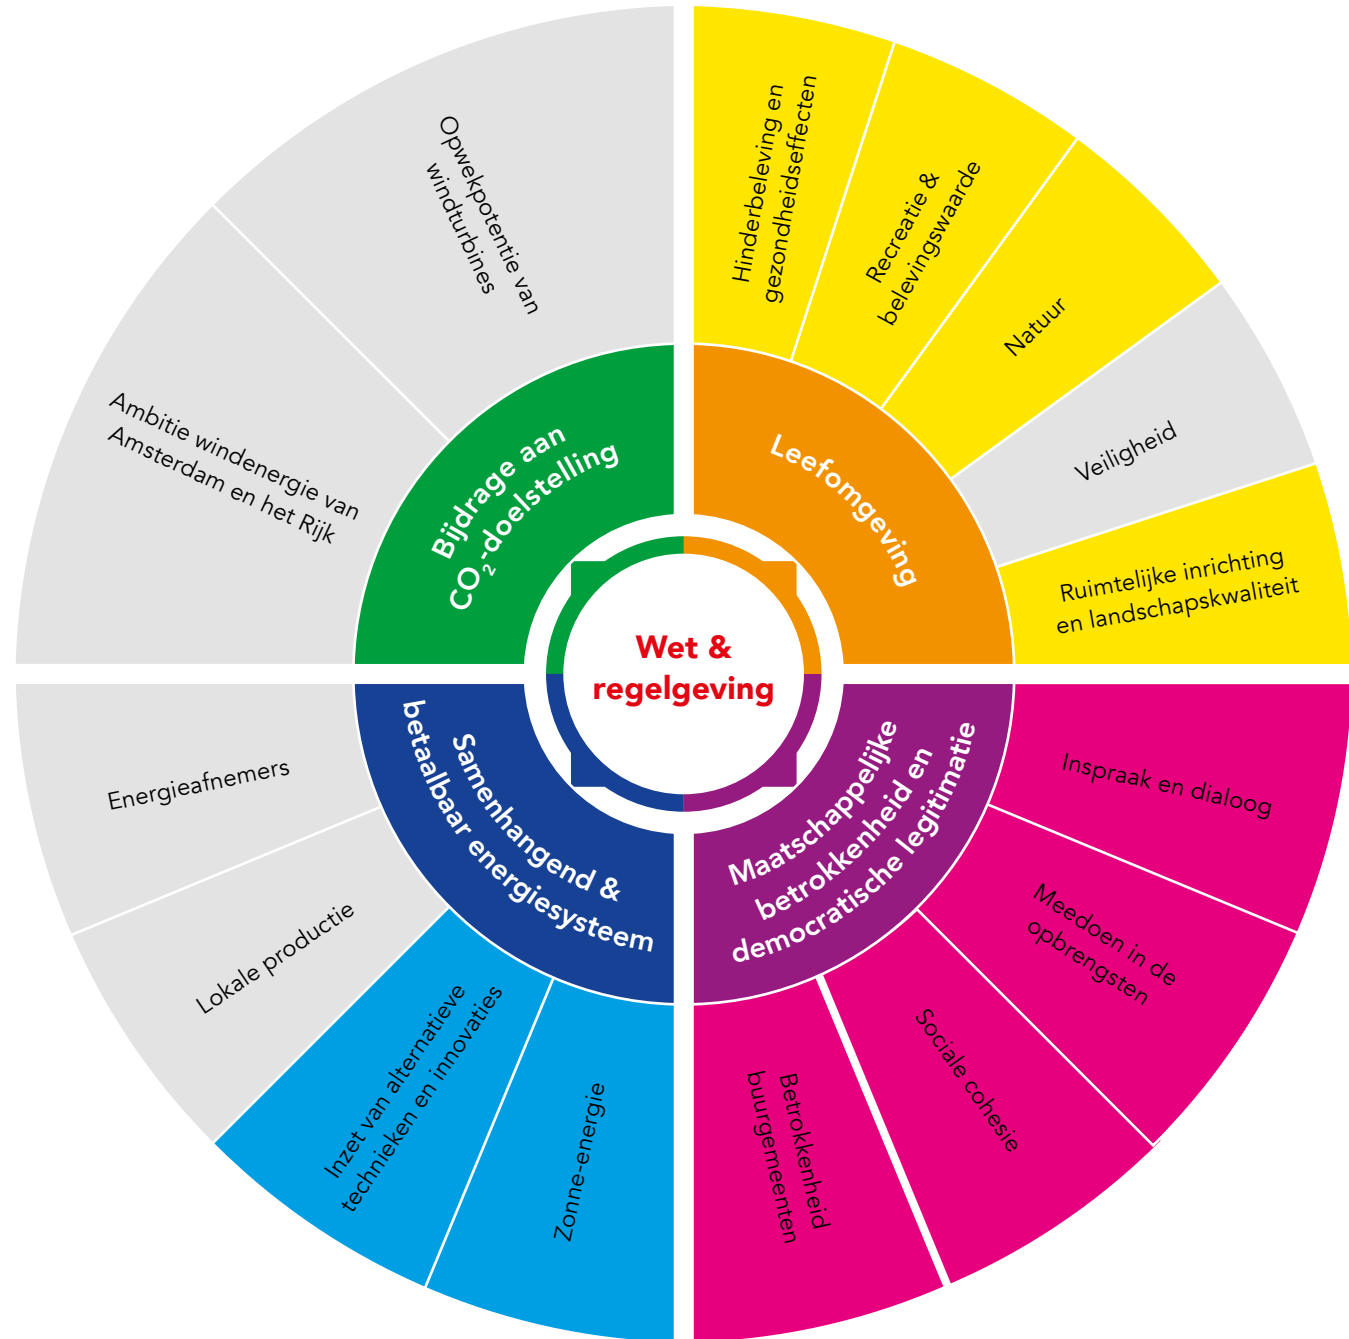 Opwekpotentie van
windturbines
Ambitie windenergie van
Amsterdam en het Rijk
Bijdrage aan
CO₂-doelstelling
Hinderbeleving en
gezondheidseffecten
Recreatie &
belevingswaarde
Natuur
Veiligheid
Ruimtelijke inrichting
en landschapskwaliteit
Leefomgeving
Wet &
regelgeving
Energieafnemers
Lokale productie
Inzet van alternatieve
technieken en innovaties
Zonne-energie
Samenhangend &
betaalbaar energiesysteem
Maatschappelijke
betrokkenheid en
democratische legitimatie
Inspraak en dialoog
Meedoen in de
opbrengsten
Sociale cohesie
Betrokkenheid
buurgemeenten